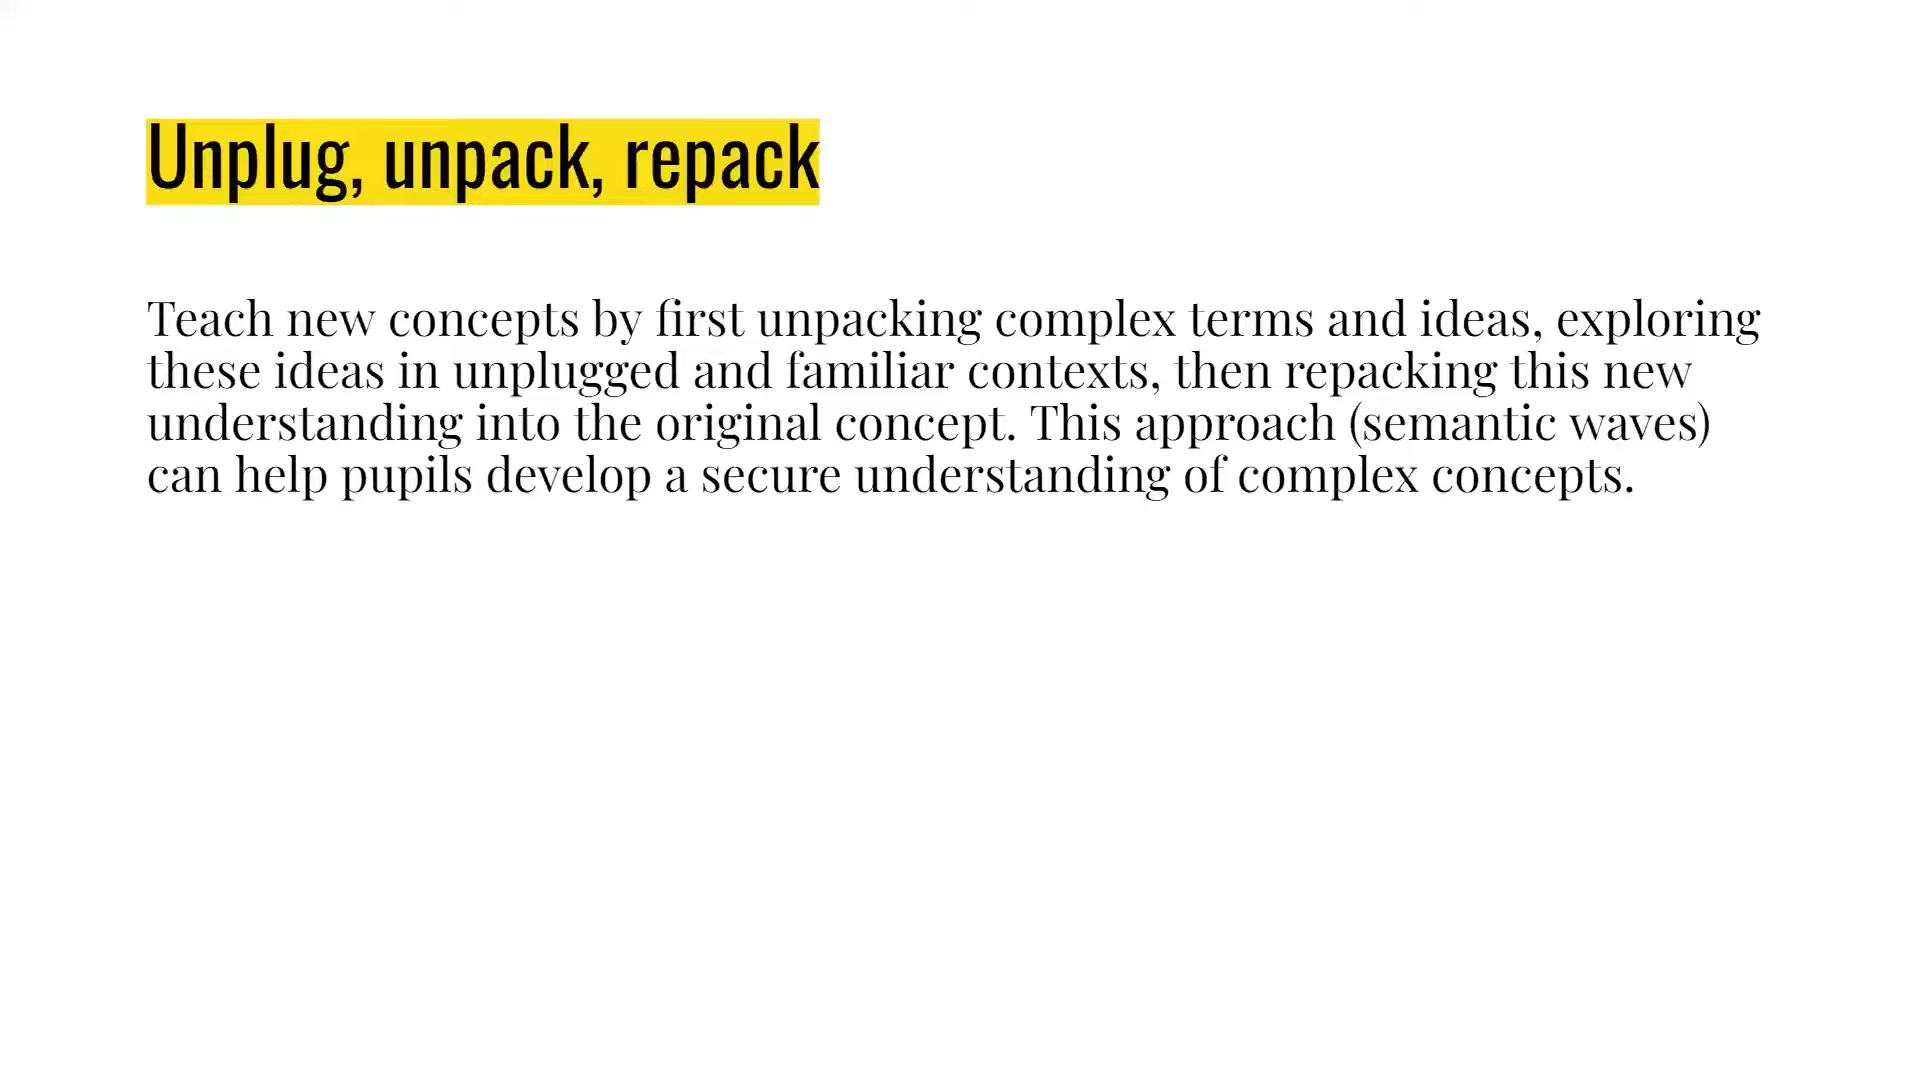 Unplug, unpack, repack
Teach new concepts by first unpacking complex terms and ideas, exploring
these ideas in unplugged and familiar contexts, then repacking this new
understanding into the original concept. This approach (semantic waves)
can help pupils develop a secure understanding of complex concepts.